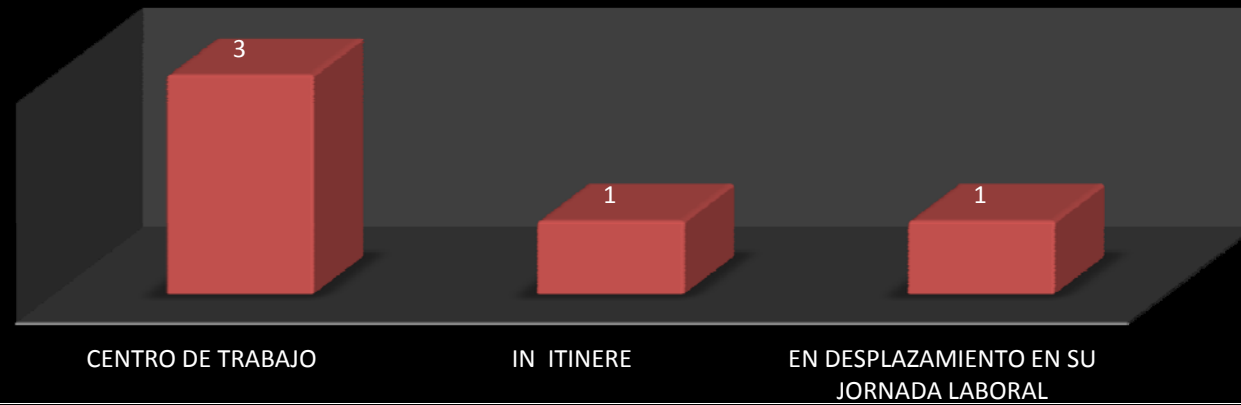 3
1
1
CENTRO DE TRABAJO
IN ITINERE
EN DESPLAZAMIENTO EN SU
JORNADA LABORAL